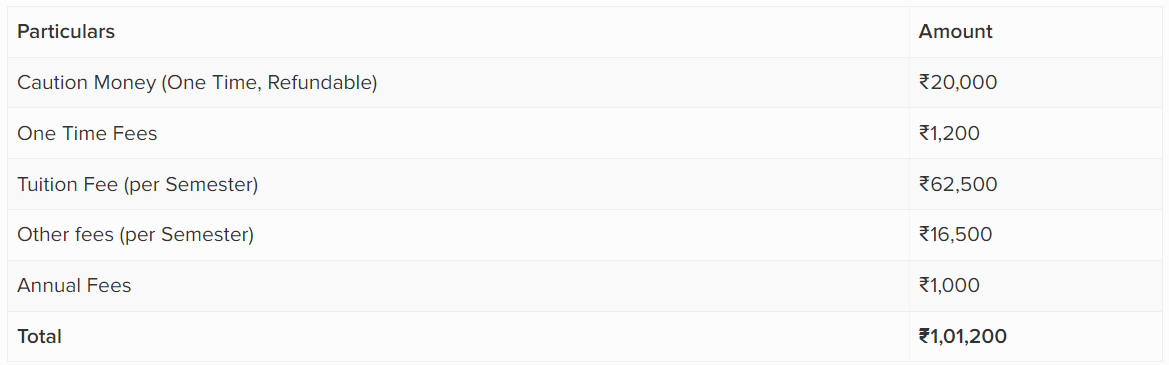 Particulars Amount
Caution Money (One Time, Refundable) ₹20,000
One Time Fees ₹1,200
Tuition Fee (per Semester) ₹62,500
Other fees (per Semester) ₹16,500
Annual Fees ₹1,000
Total ₹1,01,200